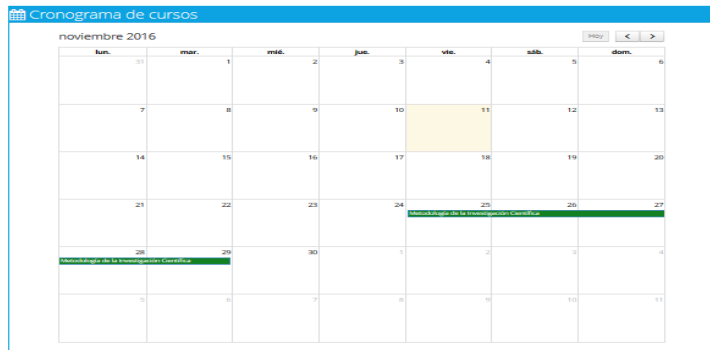 Cronograma de cursos
noviembre 2016
Hoy < >
lun. mar. mié. jue. vie. sáb. dom.
31 1 2 3 4 5 6
7 8 9 10 11 12 13
14 15 16 17 18 19 20
21 22 23 24 25 26 27
Metodología de la Investigación Científica
28 29 30 1 2 3 4
Metodología de la Investigación Científica
5 6 7 8 9 10 11